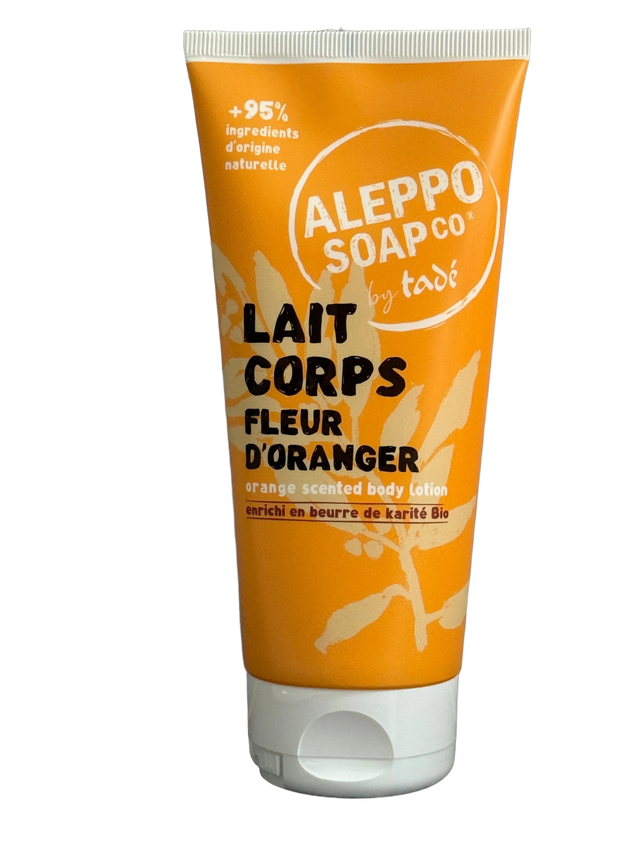 +95%
ingredients
d'origine
naturelle
ALEPPO
SOAP CO®
by tadé
LAIT
CORPS
FLEUR
D'ORANGER
orange scented body lotion
enrichi en beurre de karité Bio